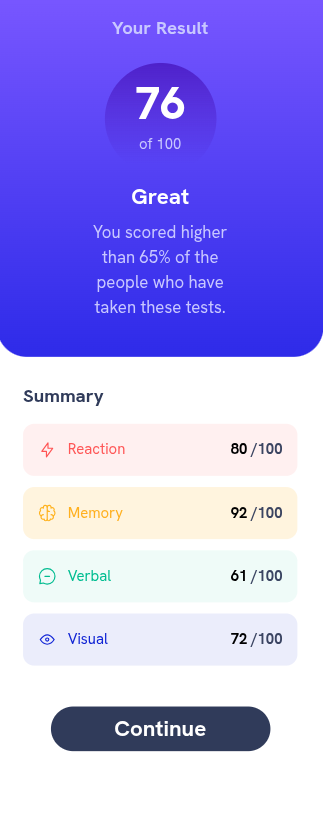 Your Result
76
of 100
Great
You scored higher
than 65% of the
people who have
taken these tests.
Summary
Reaction 80 /100
Memory 92 /100
Verbal 61 /100
Visual 72 /100
Continue